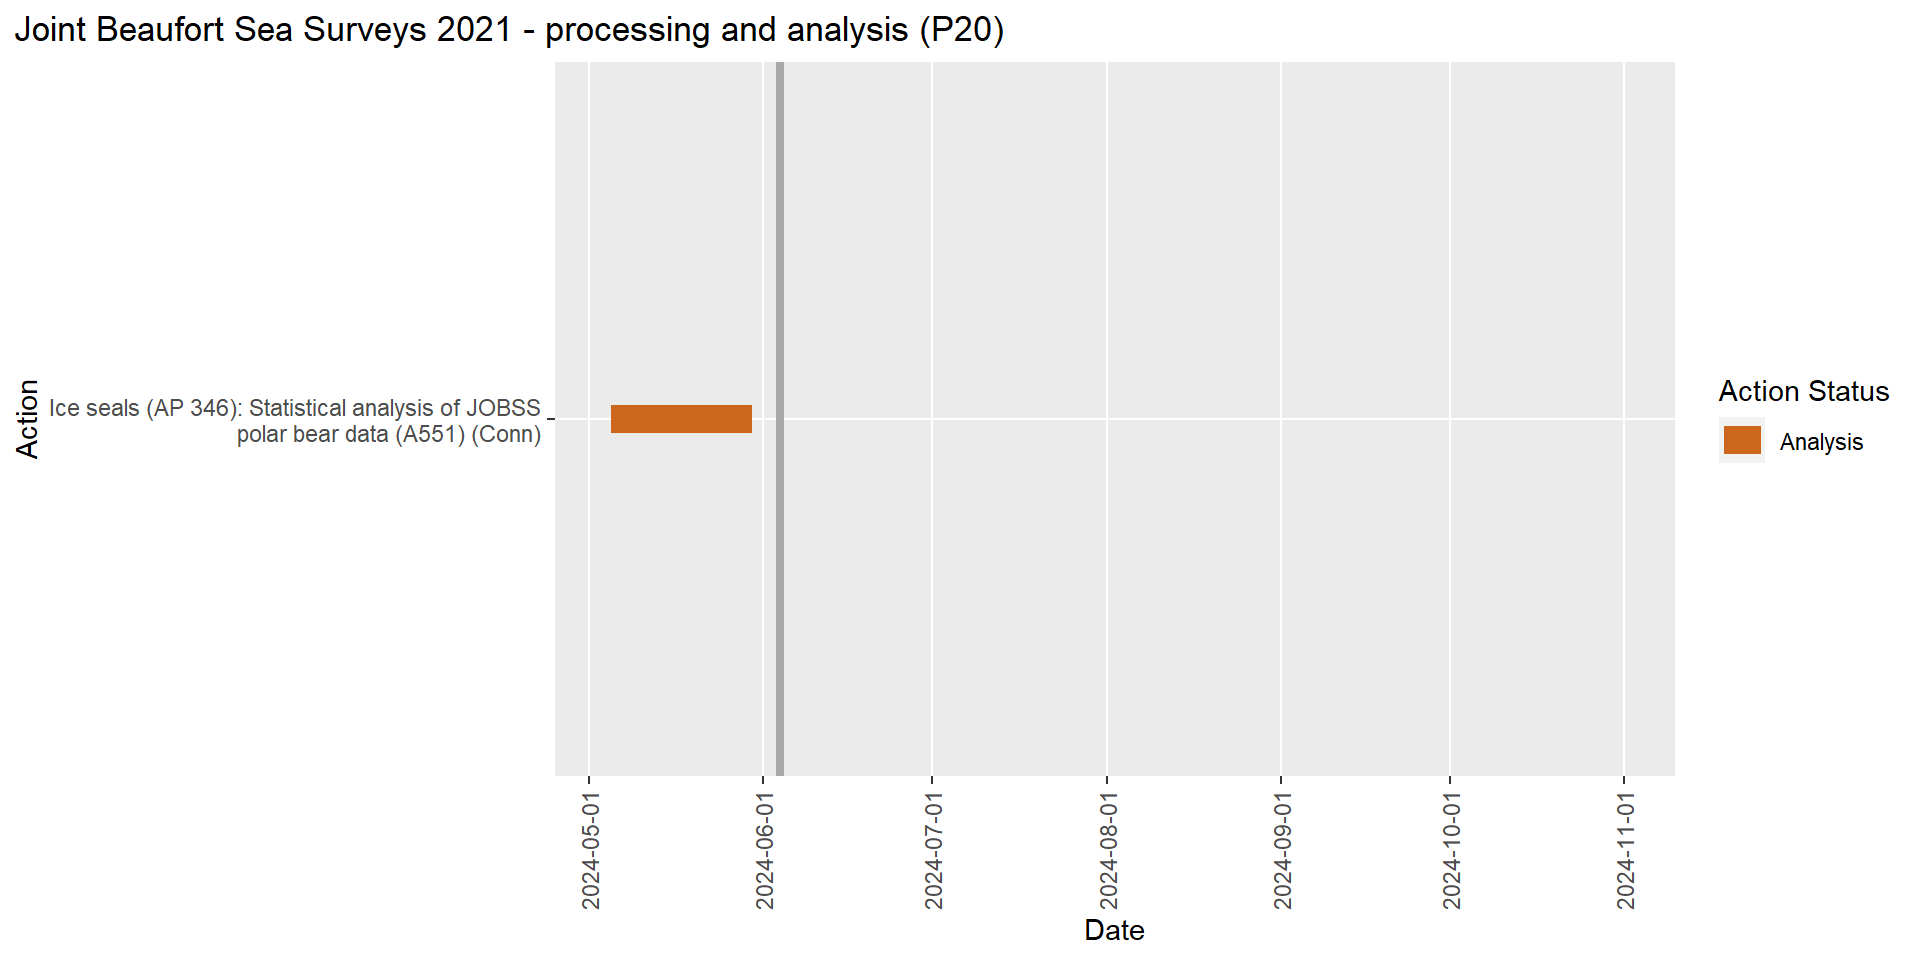 Joint Beaufort Sea Surveys 2021 - processing and analysis (P20)
Action
Ice seals (AP 346): Statistical analysis of JOBSS
polar bear data (A551) (Conn)
Action Status
Analysis
2024-05-01
2024-06-01
2024-07-01
2024-08-01
2024-09-01
2024-10-01
2024-11-01
Date